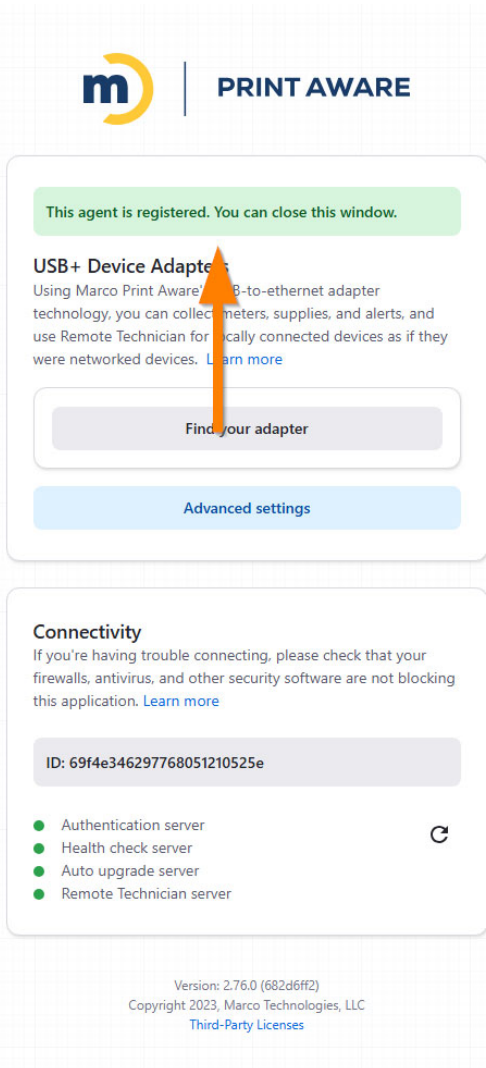 m
PRINT AWARE
This agent is registered. You can close this window.
USB+ Device Adapters
Using Marco Print Aware's -to-ethernet adapter
technology, you can collect meters, supplies, and alerts, and
use Remote Technician for locally connected devices as if they
were networked devices. Learn more
Find your adapter
Advanced settings
Connectivity
If you're having trouble connecting, please check that your
firewalls, antivirus, and other security software are not blocking
this application. Learn more
ID: 69f4e346297768051210525e
Authentication server
Health check server
Auto upgrade server
Remote Technician server
Version: 2.76.0 (682d6ff2)
Copyright 2023, Marco Technologies, LLC
Third-Party Licenses